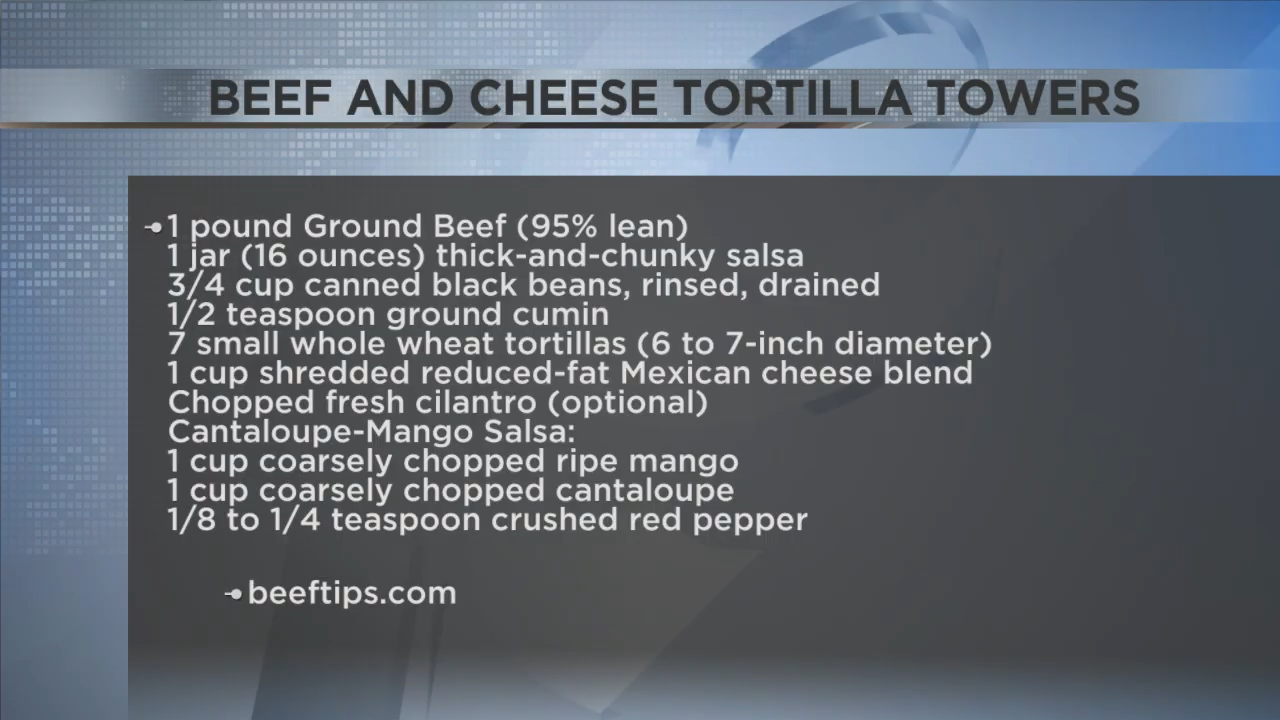 BEEF AND CHEESE TORTILLA TOWERS
1 pound Ground Beef (95% lean)
1 jar (16 ounces) thick-and-chunky salsa
3/4 cup canned black beans, rinsed, drained
1/2 teaspoon ground cumin
7 small whole wheat tortillas (6 to 7-inch diameter)
1 cup shredded reduced-fat Mexican cheese blend
Chopped fresh cilantro (optional)
Cantaloupe-Mango Salsa:
1 cup coarsely chopped ripe mango
1 cup coarsely chopped cantaloupe
1/8 to 1/4 teaspoon crushed red pepper
beeftips.com